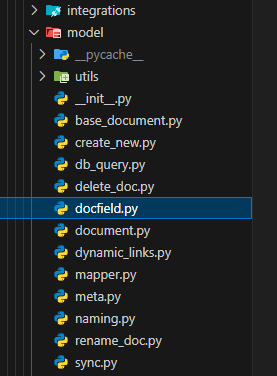 integrations
model
__pycache__
utils
__init__.py
base_document.py
create_new.py
db_query.py
delete_doc.py
docfield.py
document.py
dynamic_links.py
mapper.py
meta.py
naming.py
rename_doc.py
sync.py